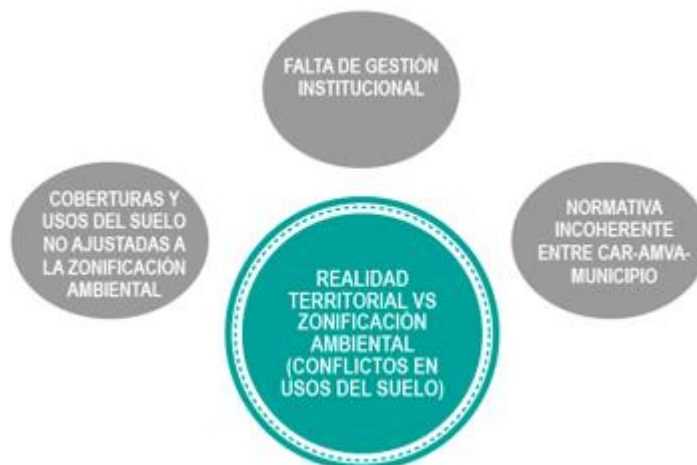 FALTA DE GESTIÓN
INSTITUCIONAL
COBERTURAS Y
USOS DEL SUELO
NO AJUSTADAS A
LA ZONIFICACIÓN
AMBIENTAL
NORMATIVA
INCOHERENTE
ENTRE CAR-AMVA-
MUNICIPIO
REALIDAD
TERRITORIAL VS
ZONIFICACIÓN
AMBIENTAL
(CONFLICTOS EN
USOS DEL SUELO)